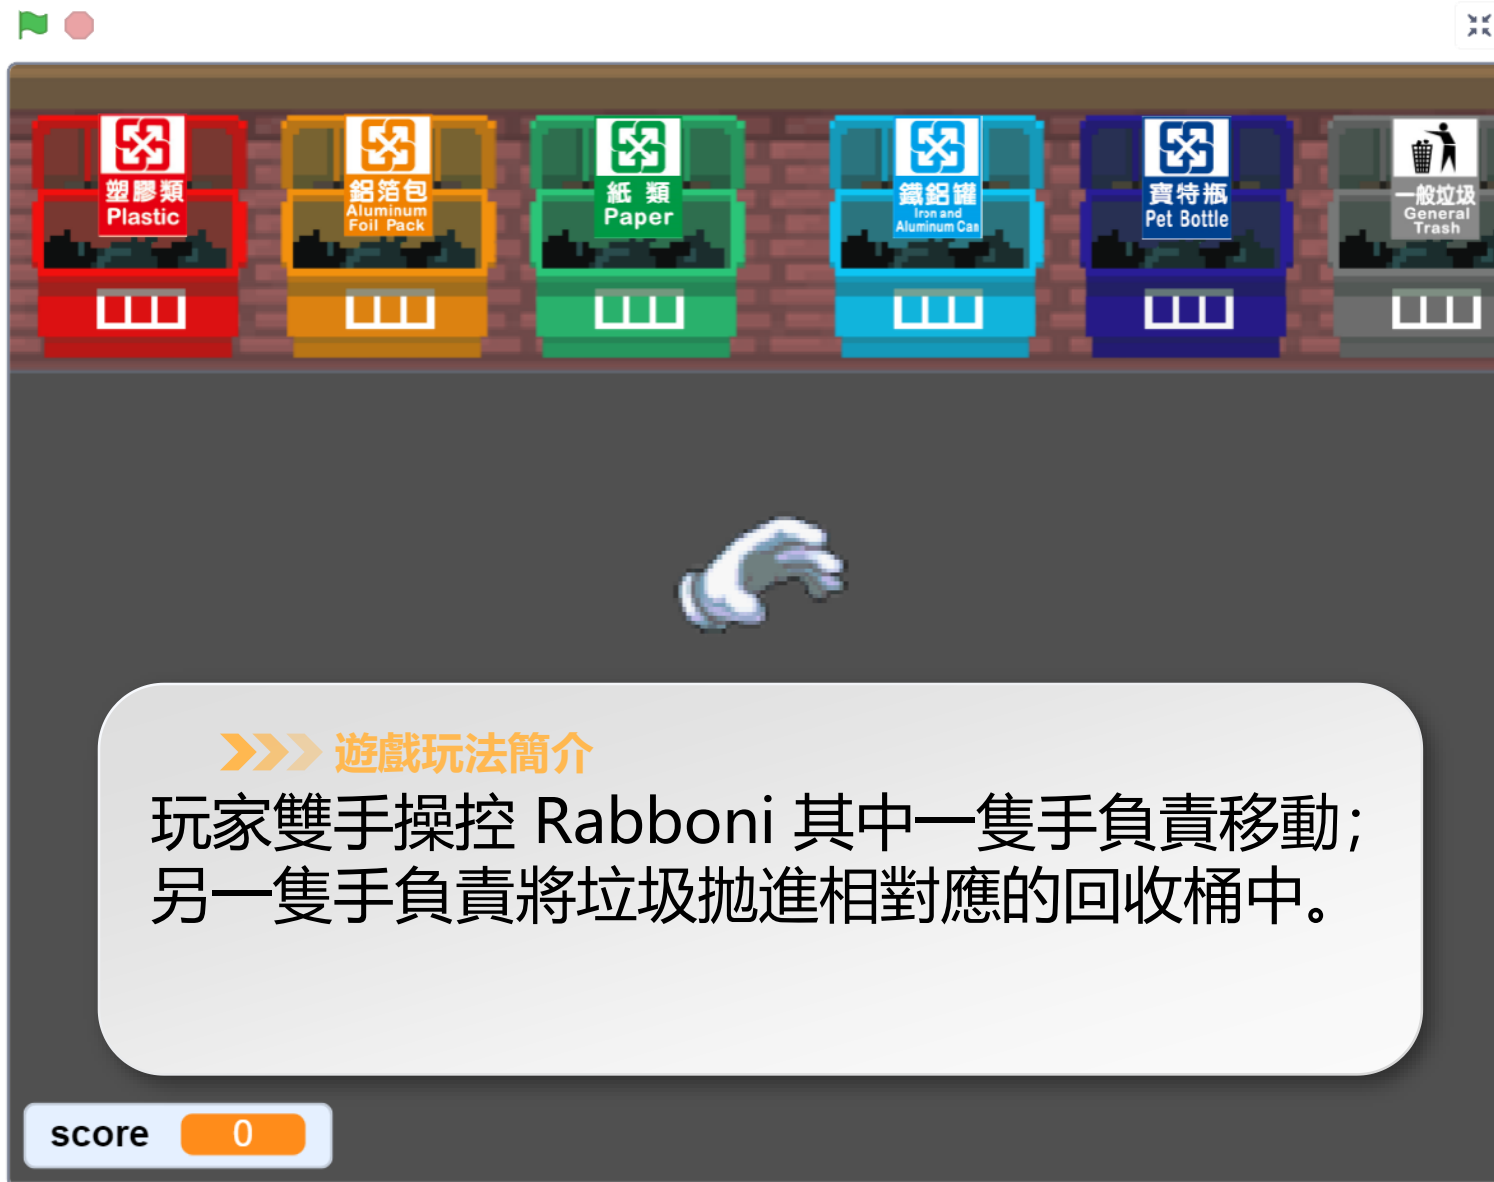 塑膠類
Plastic
鋁箔包
Aluminum
Foil Pack
紙 類
Paper
鐵鋁罐
Iron and
Aluminum Can
寶特瓶
Pet Bottle
一般垃圾
General
Trash
遊戲玩法簡介
玩家雙手操控 Rabboni 其中一隻手負責移動；
另一隻手負責將垃圾拋進相對應的回收桶中。
score 0